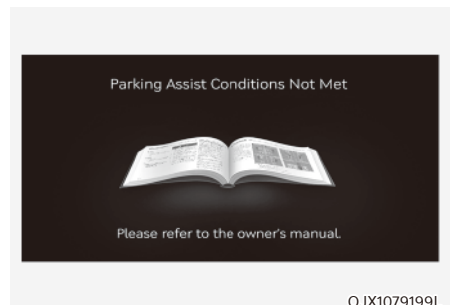 Parking Assist Conditions Not Met
Please refer to the owner's manual.
OJX1079199L